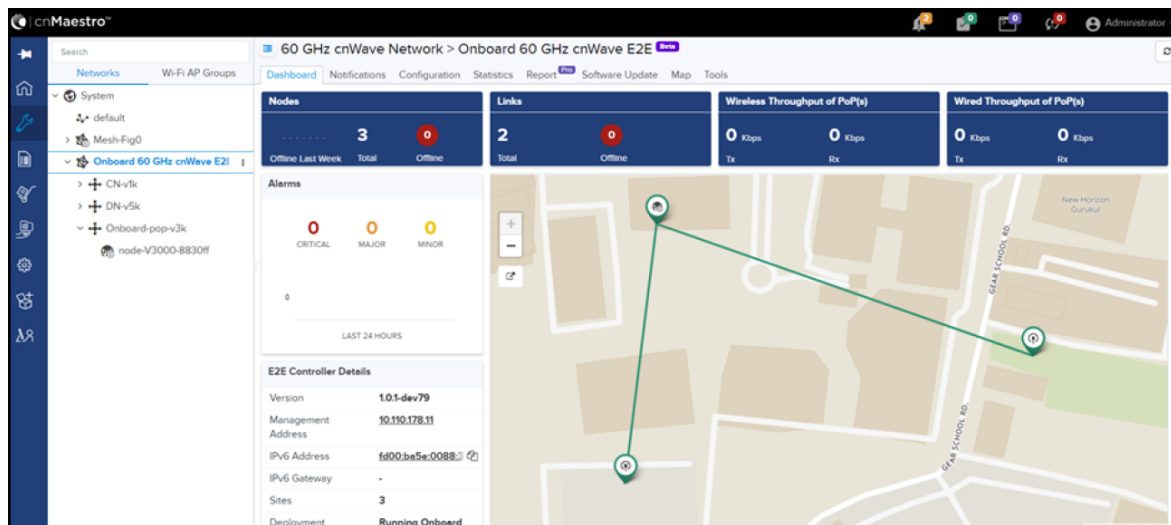 cnMaestro™
2
0
0
0
Administrator
Search
Networks Wi-Fi AP Groups
System
default
Mesh-Fig0
Onboard 60 GHz cnWave E2E
CN-v1k
DN-v5k
Onboard-pop-v3k
node-V3000-8830ff
60 GHz cnWave Network > Onboard 60 GHz cnWave E2E Beta
Dashboard Notifications Configuration Statistics Report Pro Software Update Map Tools
Nodes
3 0
Offline Last Week Total Offline
Links
2 0
Total Offline
Wireless Throughput of PoP(s)
0 Kbps 0 Kbps
Tx Rx
Wired Throughput of PoP(s)
0 Kbps 0 Kbps
Tx Rx
Alarms
0 0 0
CRITICAL MAJOR MINOR
0
LAST 24 HOURS
E2E Controller Details
Version 1.0.1-dev79
Management Address 10.110.178.11
IPv6 Address fd00:ba5e:0088:3
IPv6 Gateway -
Sites 3
Deployment Running Onboard
+
−
New Horizon
Gurukul
GEAR SCHOOL RD.
GEAR SCHOOL RD.